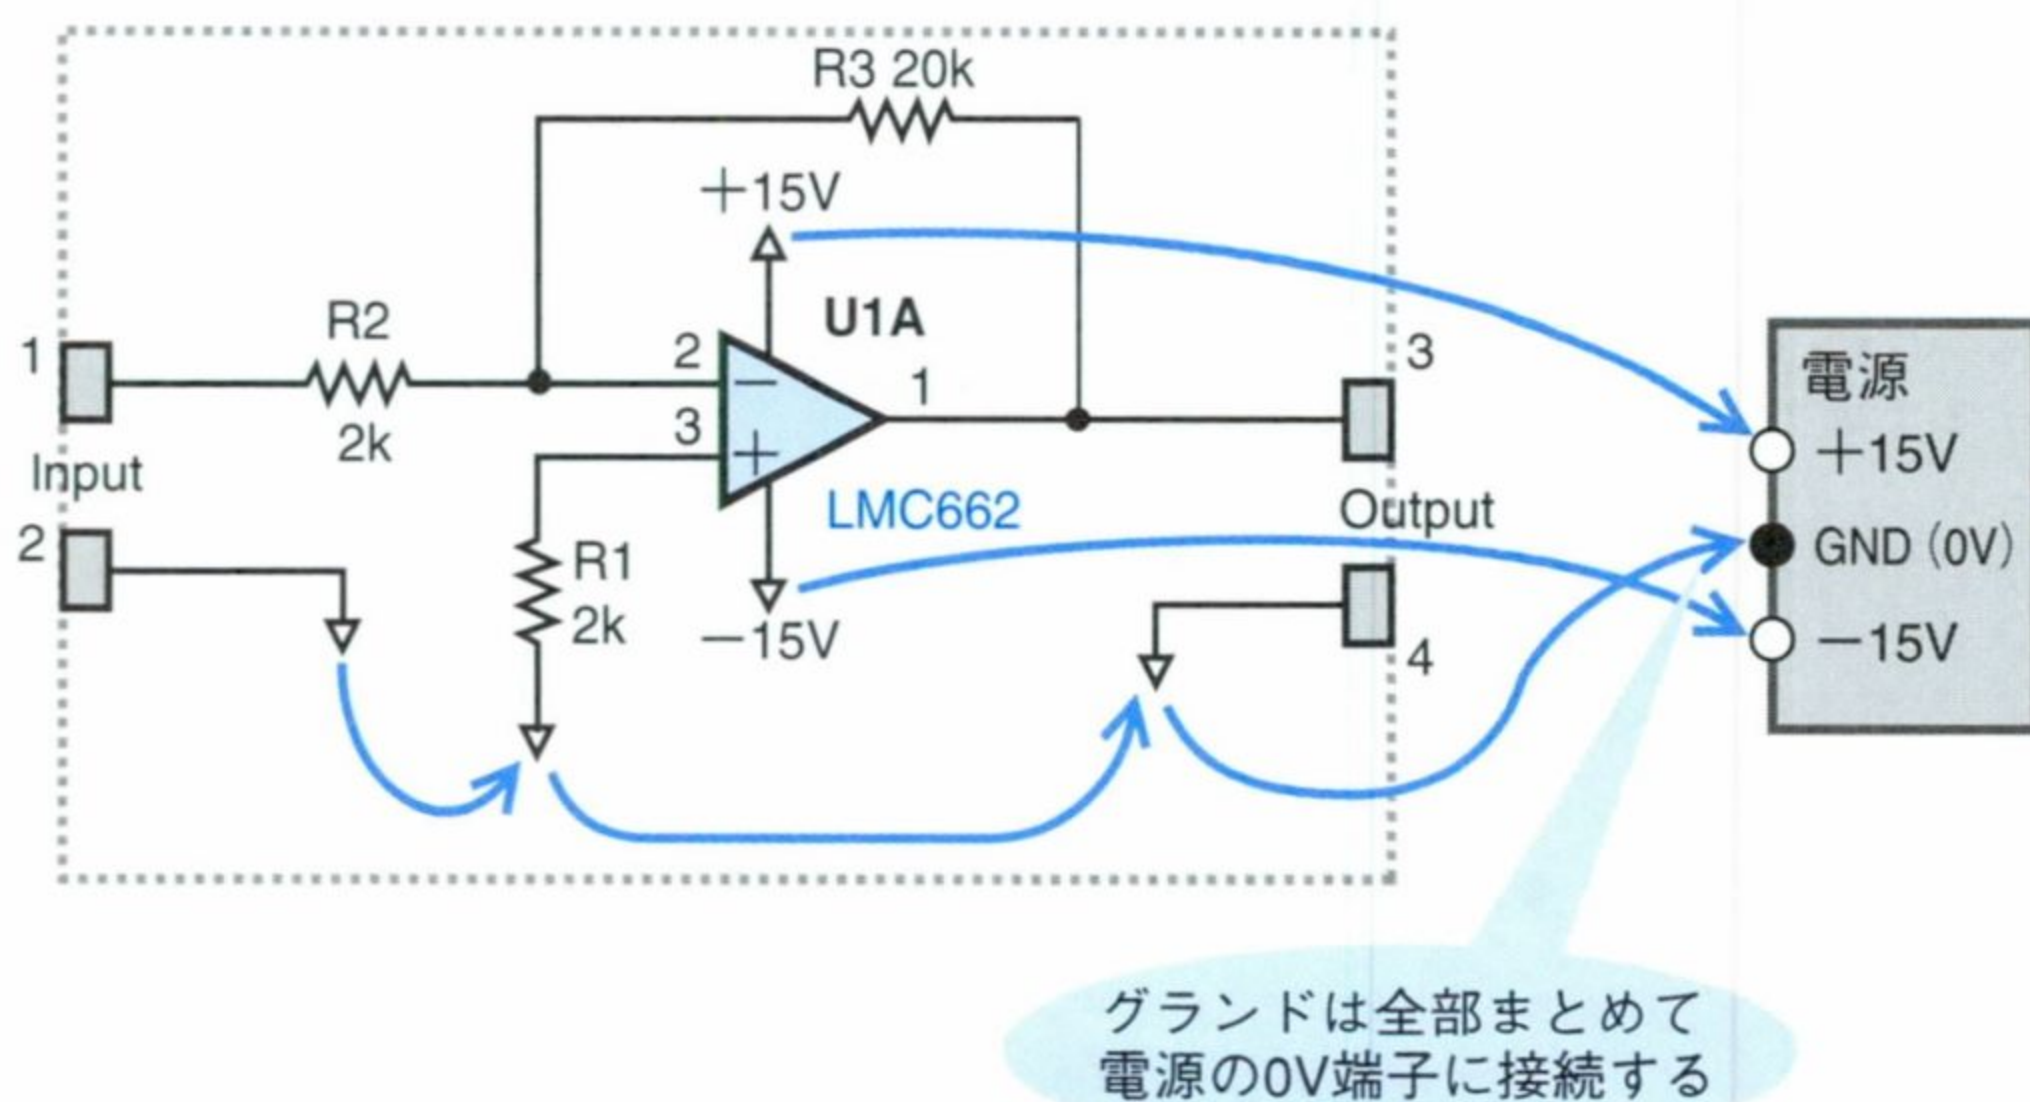 R3 20k
+15V
U1A
R2
2k
1
Input
2
2
3
1
−
+
LMC662
R1
2k
−15V
3
Output
4
電源
+15V
GND(0V)
−15V
グランドは全部まとめて
電源の0V端子に接続する